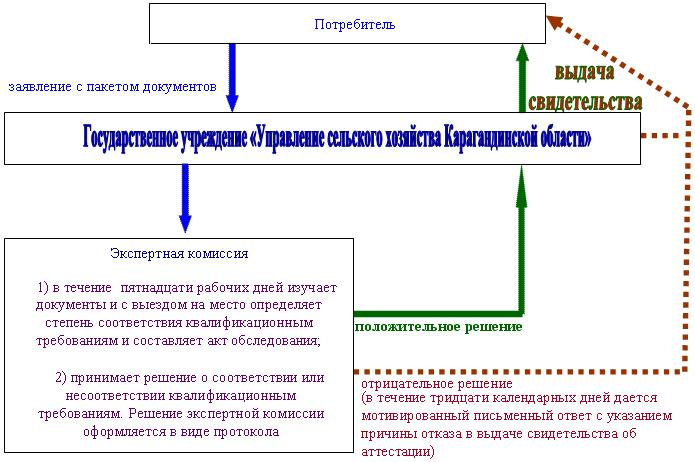 Потребитель
заявление с пакетом документов
выдача
свидетельства
Государственное учреждение «Управление сельского хозяйства Карагандинской области»
Экспертная комиссия
1) в течение пятнадцати рабочих дней изучает
документы и с выездом на место определяет
степень соответствия квалификационным
требованиям и составляет акт обследования;
2) принимает решение о соответствии или
несоответствии квалификационным
требованиям. Решение экспертной комиссии
оформляется в виде протокола
положительное решение
отрицательное решение
(в течение тридцати календарных дней дается
мотивированный письменный ответ с указанием
причины отказа в выдаче свидетельства об
аттестации)